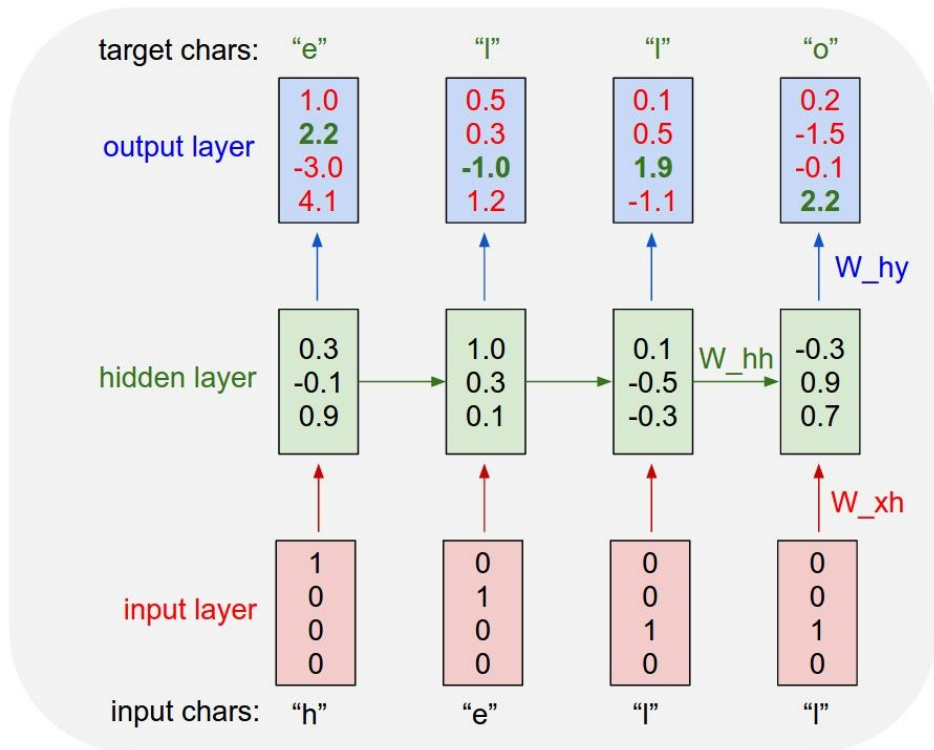 target chars: “e” “l” “l” “o”
1.0 0.5 0.1 0.2
2.2 0.3 0.5 -1.5
output layer
-3.0 -1.0 1.9 -0.1
4.1 1.2 -1.1 2.2
W_hy
0.3 1.0 0.1 -0.3
W_hh
hidden layer -0.1 0.3 -0.5 0.9
0.9 0.1 -0.3 0.7
W_xh
1 0 0 0
0 1 0 0
input layer
0 0 1 1
0 0 0 0
input chars: “h” “e” “l” “l”